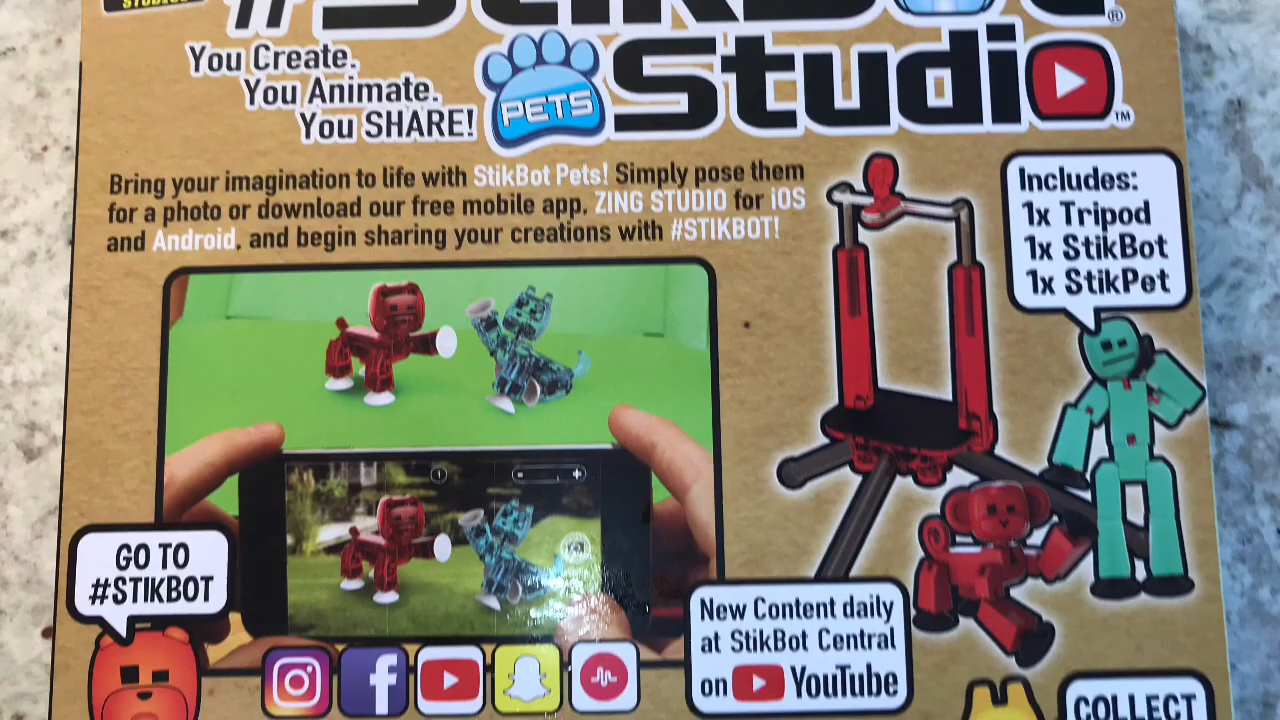 STUDIOS
#StikBot®
You Create.
You Animate.
You SHARE!
PETS
Studio™
Bring your imagination to life with StikBot Pets! Simply pose them
for a photo or download our free mobile app, ZING STUDIO for iOS
and Android, and begin sharing your creations with #STIKBOT!
Includes:
1x Tripod
1x StikBot
1x StikPet
GO TO
#STIKBOT
New Content daily
at StikBot Central
on YouTube
COLLECT